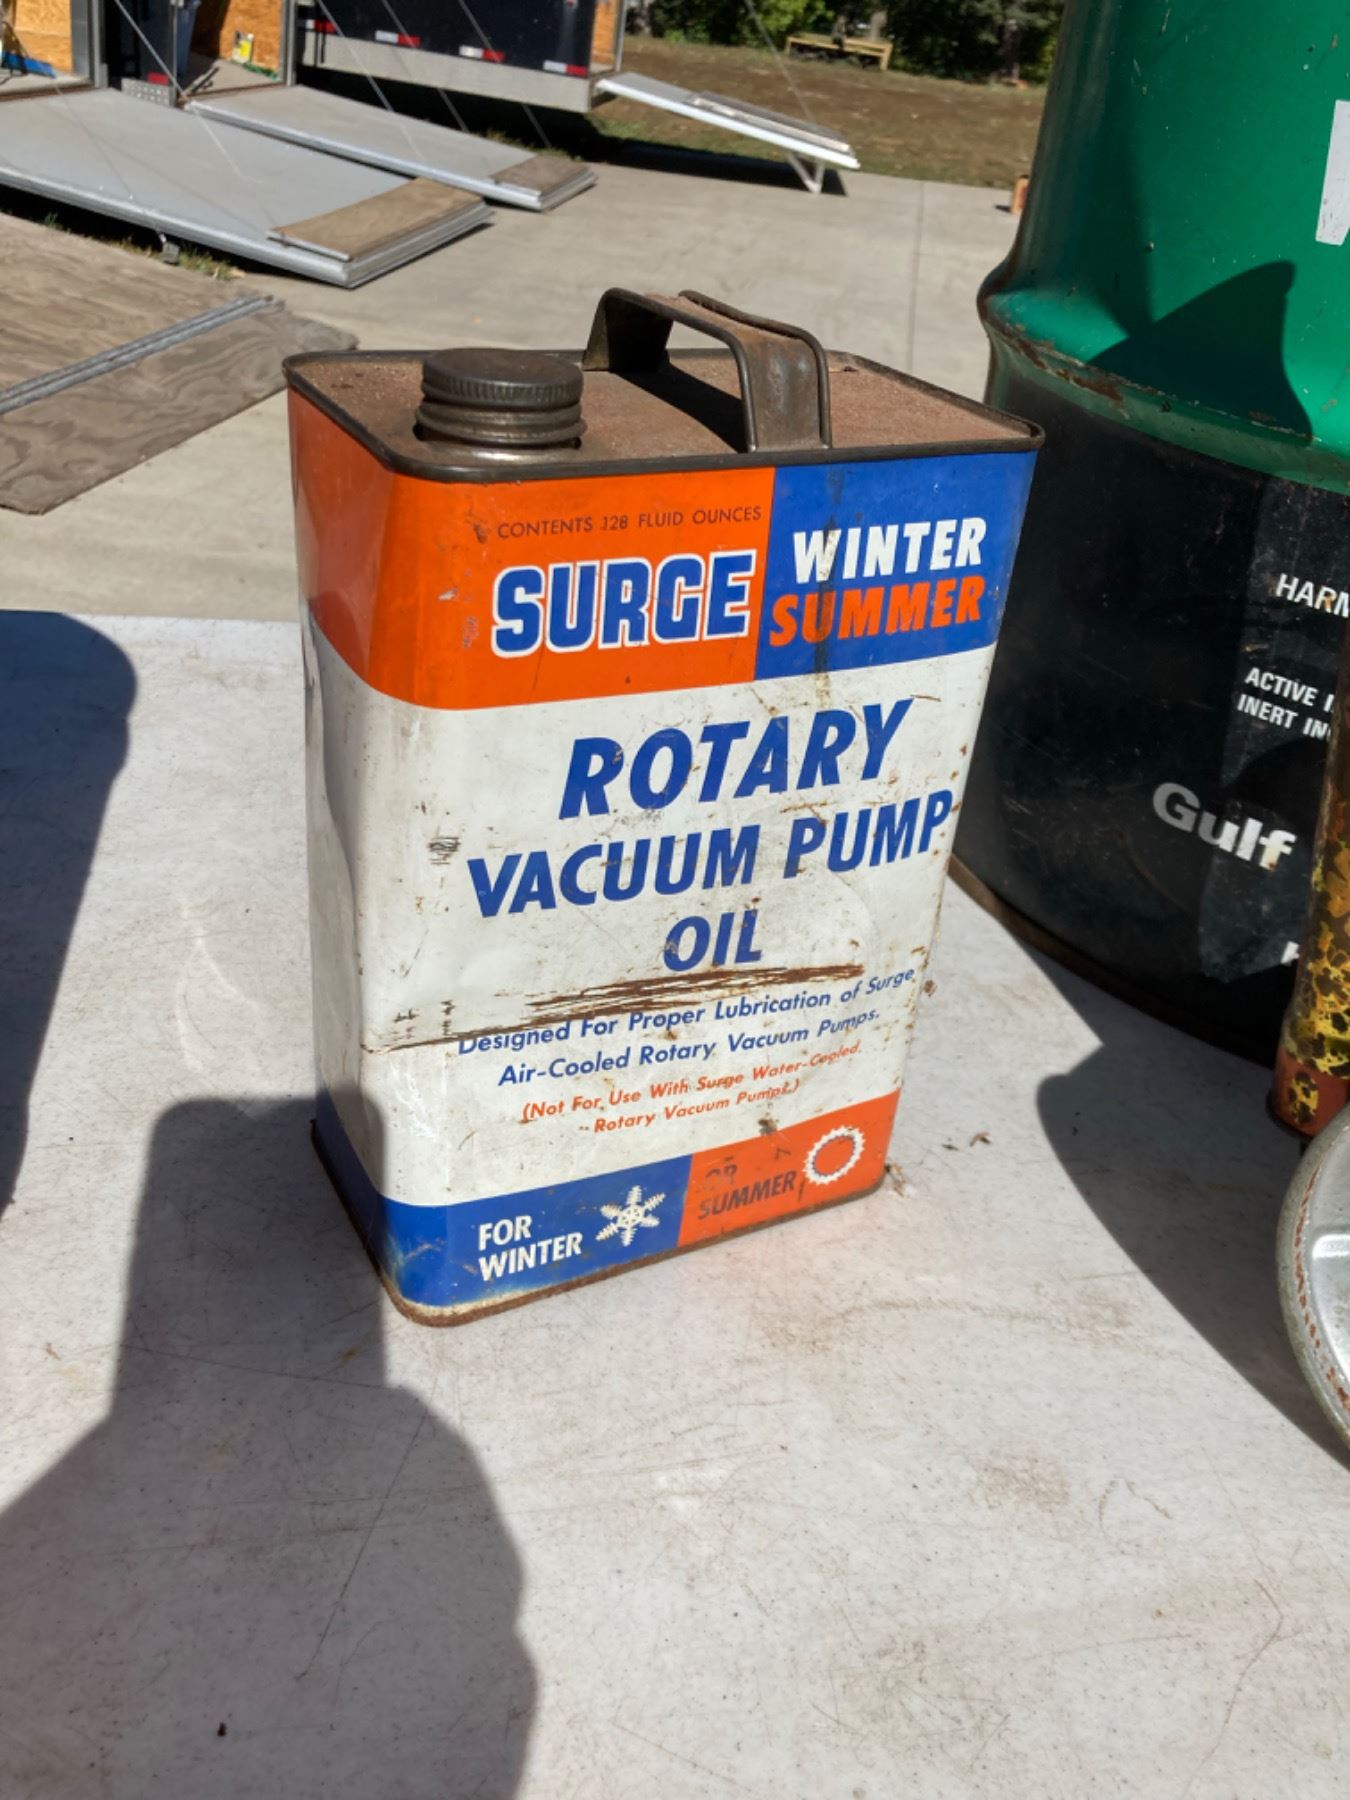 CONTENTS 128 FLUID OUNCES
SURGE
WINTER
SUMMER
ROTARY
VACUUM PUMP
OIL
Designed For Proper Lubrication of Surge
Air-Cooled Rotary Vacuum Pumps.
(Not For Use With Surge Water-Cooled
Rotary Vacuum Pumps.)
FOR
WINTER
OR
SUMMER
ACTIVE
INERT
Gulf